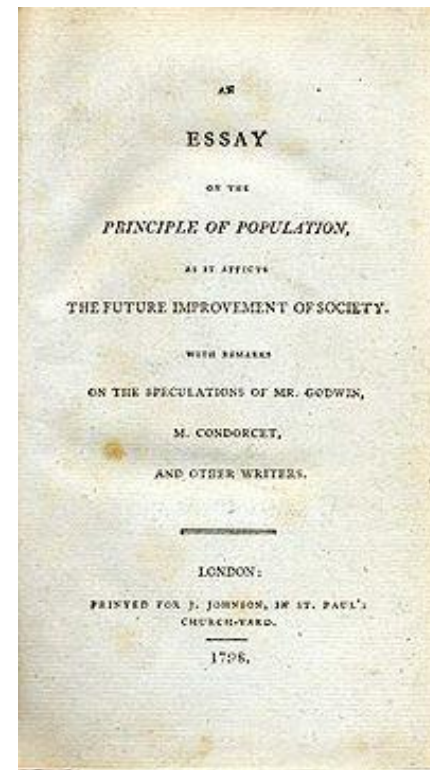 AN
ESSAY
ON THE
PRINCIPLE OF POPULATION,
AS IT AFFECTS
THE FUTURE IMPROVEMENT OF SOCIETY.
WITH REMARKS
ON THE SPECULATIONS OF MR. GODWIN,
M. CONDORCET,
AND OTHER WRITERS.
LONDON:
PRINTED FOR J. JOHNSON, IN ST. PAUL'S
CHURCH-YARD.
1798.